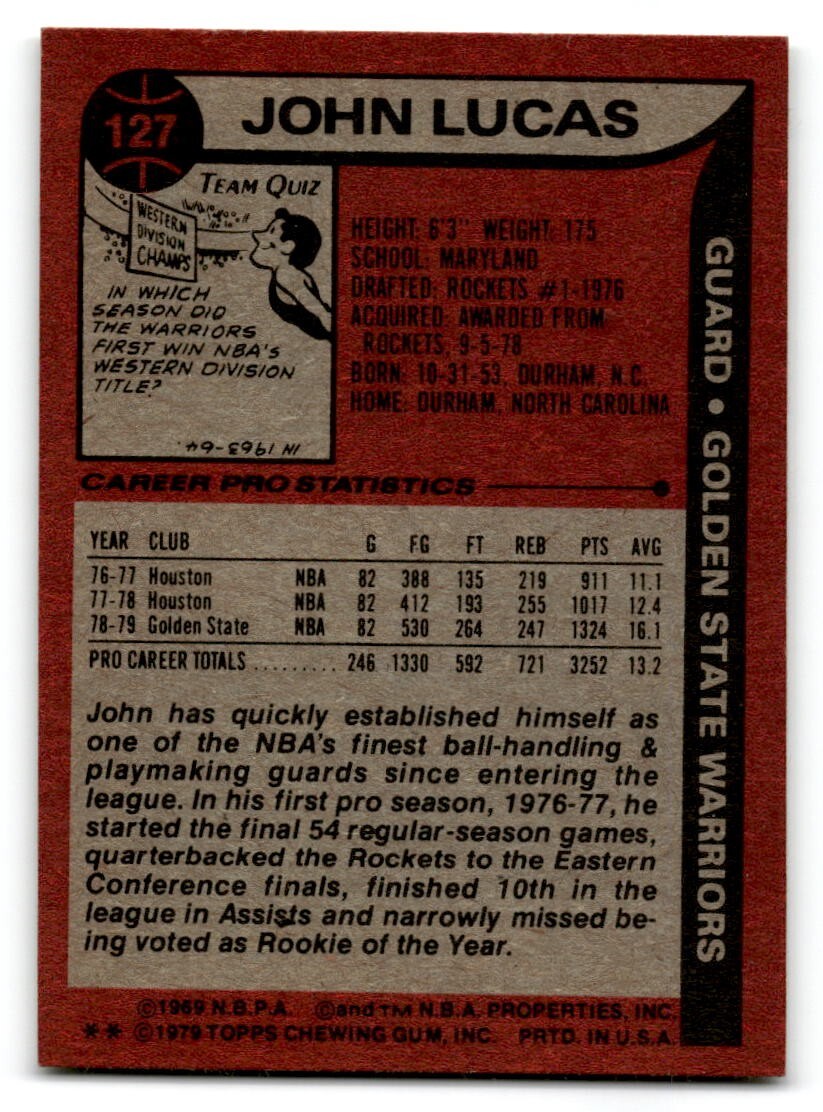 127
JOHN LUCAS
TEAM QUIZ
WESTERN
DIVISION
CHAMPS
IN WHICH
SEASON DID
THE WARRIORS
FIRST WIN NBA'S
WESTERN DIVISION
TITLE?
IN 1963-64.
HEIGHT: 6'3" WEIGHT: 175
SCHOOL: MARYLAND
DRAFTED: ROCKETS #1-1976
ACQUIRED: AWARDED FROM
ROCKETS, 9-5-78
BORN: 10-31-53, DURHAM, N.C.
HOME: DURHAM, NORTH CAROLINA
GUARD • GOLDEN STATE WARRIORS
CAREER PRO STATISTICS
YEAR CLUB G FG FT REB PTS AVG
76-77 Houston NBA 82 388 135 219 911 11.1
77-78 Houston NBA 82 412 193 255 1017 12.4
78-79 Golden State NBA 82 530 264 247 1324 16.1
PRO CAREER TOTALS ......... 246 1330 592 721 3252 13.2
John has quickly established himself as
one of the NBA's finest ball-handling &
playmaking guards since entering the
league. In his first pro season, 1976-77, he
started the final 54 regular-season games,
quarterbacked the Rockets to the Eastern
Conference finals, finished 10th in the
league in Assists and narrowly missed be-
ing voted as Rookie of the Year.
©1969 N.B.P.A. ©and TM N.B.A. PROPERTIES, INC.
** ©1979 TOPPS CHEWING GUM, INC. PRTD. IN U.S.A.